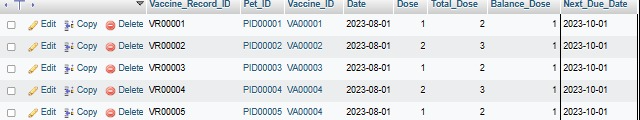 Vaccine_Record_ID Pet_ID Vaccine_ID Date Dose Total_Dose Balance_Dose Next_Due_Date
Edit Copy Delete VR00001 PID00001 VA00001 2023-08-01 1 2 1 2023-10-01
Edit Copy Delete VR00002 PID00002 VA00002 2023-08-01 2 3 1 2023-10-01
Edit Copy Delete VR00003 PID00003 VA00003 2023-08-01 1 2 1 2023-10-01
Edit Copy Delete VR00004 PID00004 VA00004 2023-08-01 2 3 1 2023-10-01
Edit Copy Delete VR00005 PID00005 VA00004 2023-08-01 1 2 1 2023-10-01